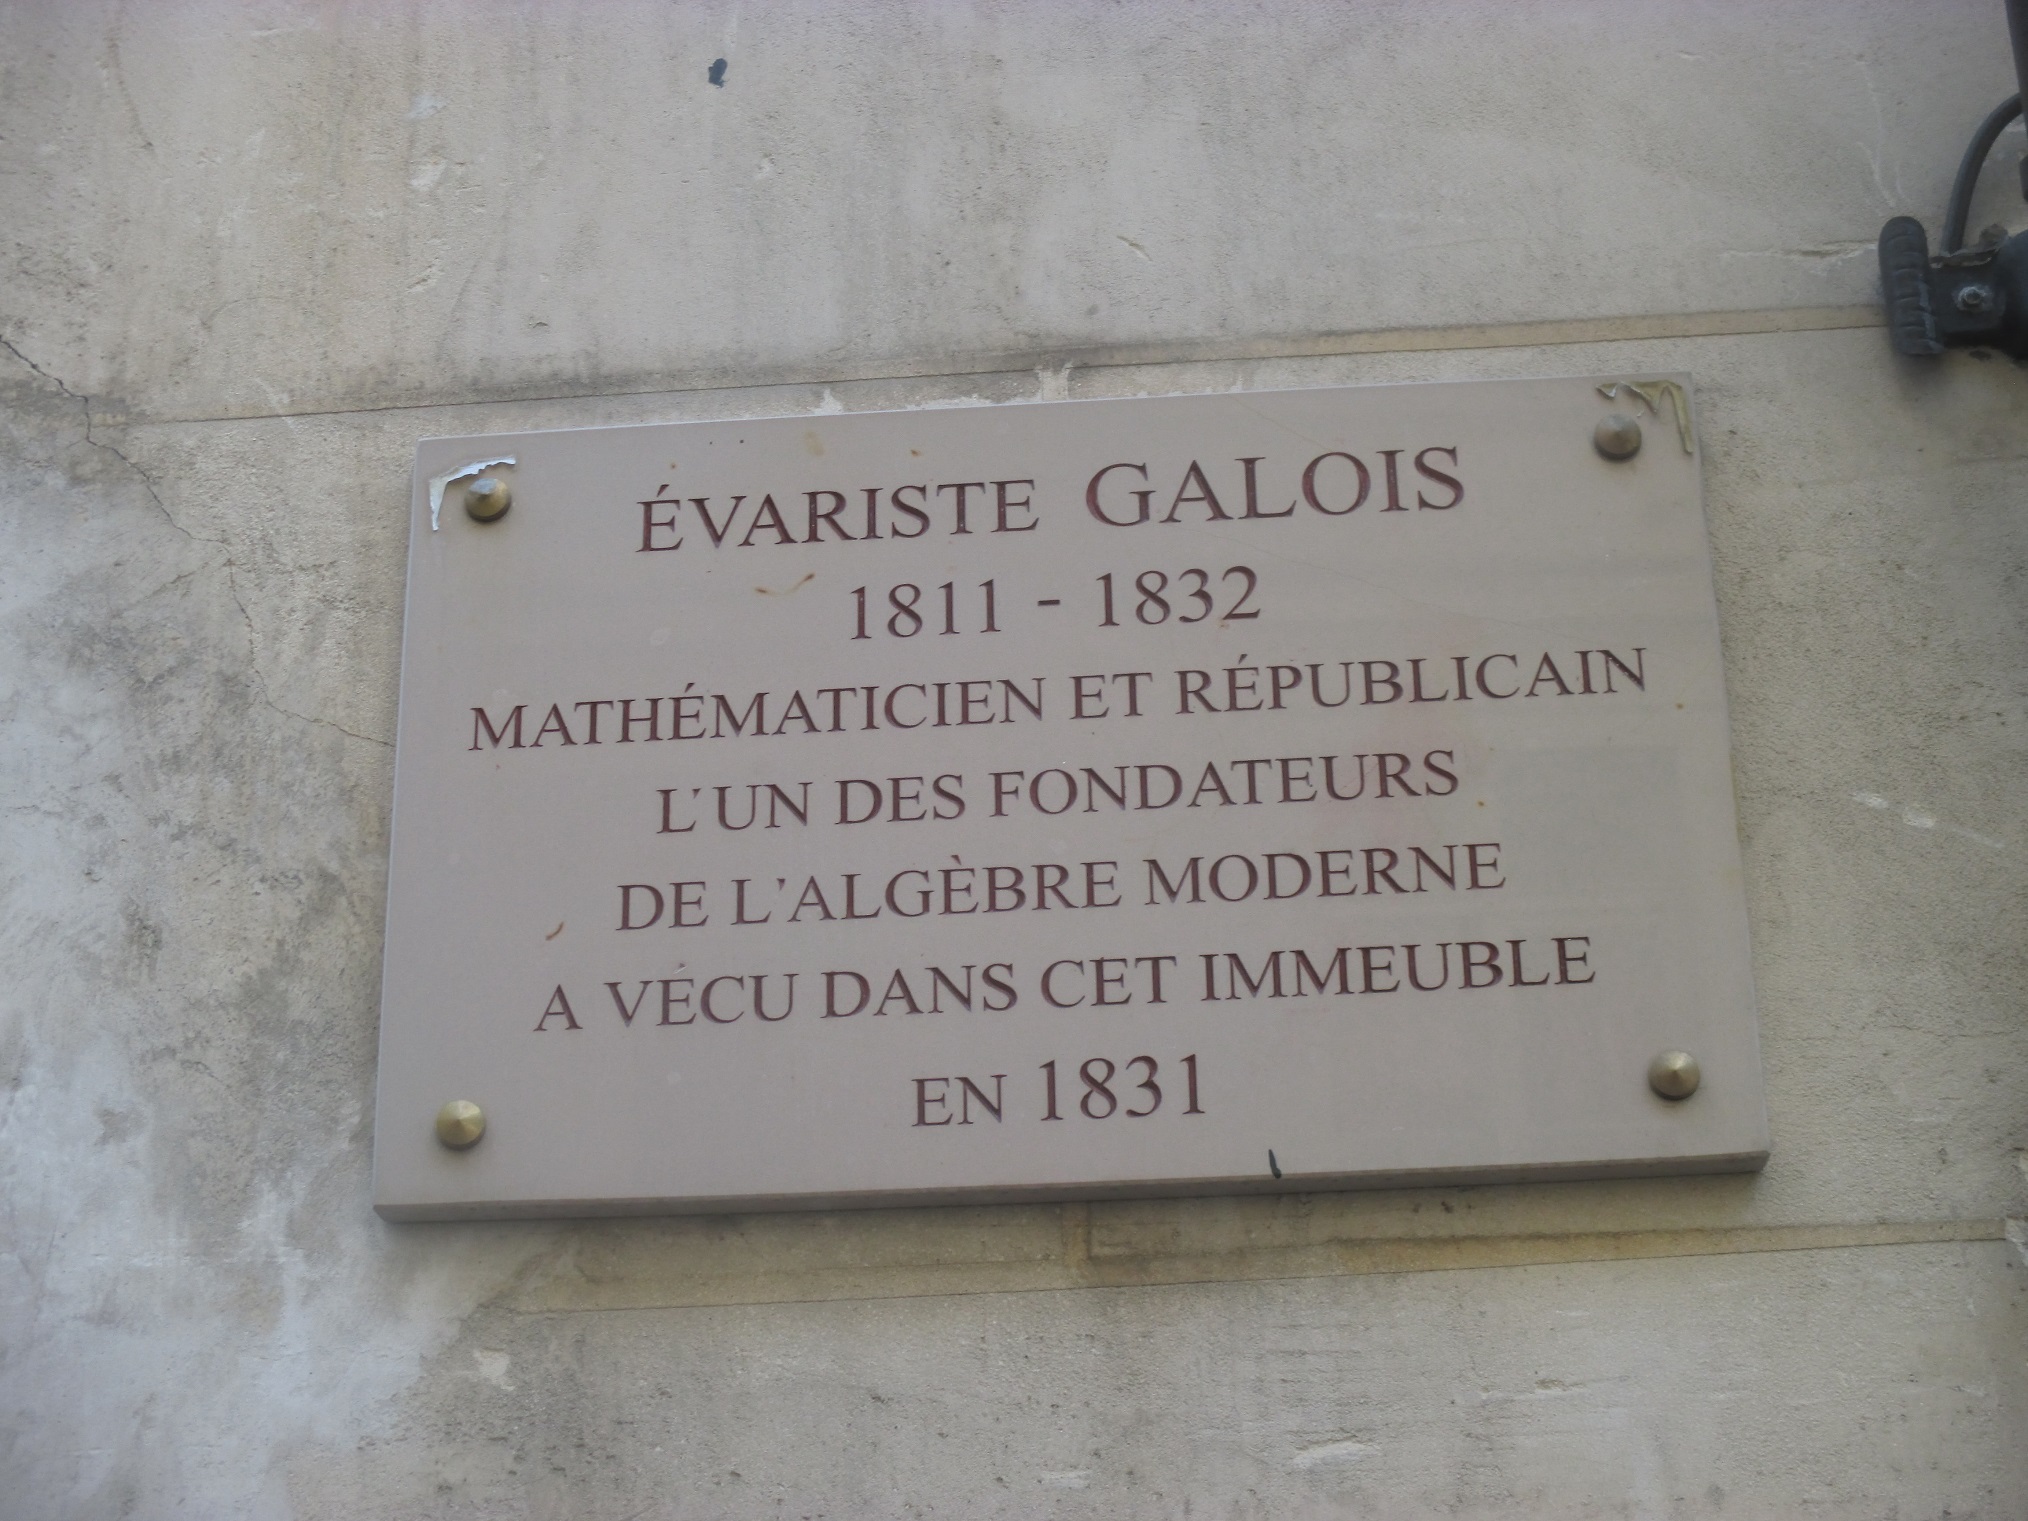 ÉVARISTE GALOIS
1811 - 1832
MATHÉMATICIEN ET RÉPUBLICAIN
L'UN DES FONDATEURS
DE L'ALGÈBRE MODERNE
A VÉCU DANS CET IMMEUBLE
EN 1831